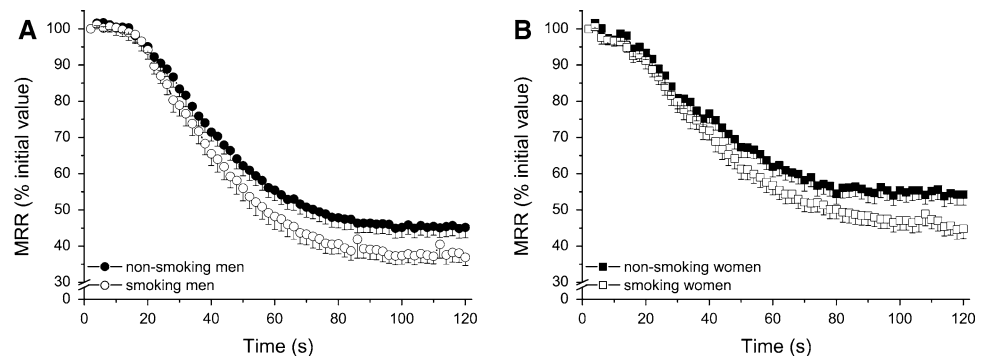 A
MRR (% initial value)
100
90
80
70
60
50
40
30
0
non-smoking men
smoking men
0 20 40 60 80 100 120
Time (s)
B
MRR (% initial value)
100
90
80
70
60
50
40
30
0
non-smoking women
smoking women
0 20 40 60 80 100 120
Time (s)